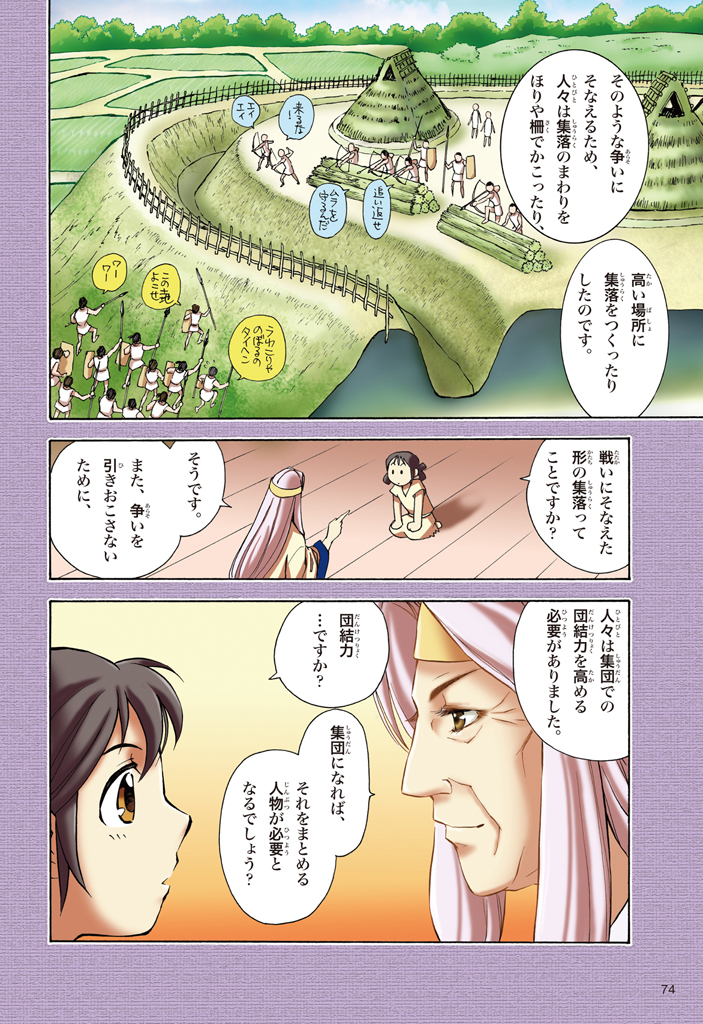 そのような争いに
そなえるため、
人々は集落のまわりを
ほりや柵でかこったり、
高い場所に
集落をつくったり
したのです。
来るな!
エイ
エイ
追い返せ
ムラを
守るんだ
ワー
ワー
この土地
よこせ
うわこりゃ
のぼるの
タイヘン
戦いにそなえた
形の集落って
ことですか?
そうです。
また、争いを
引きおこさない
ために、
人々は集団での
団結力を高める
必要がありました。
団結力
…ですか?
集団になれば、
それをまとめる
人物が必要と
なるでしょう?
74